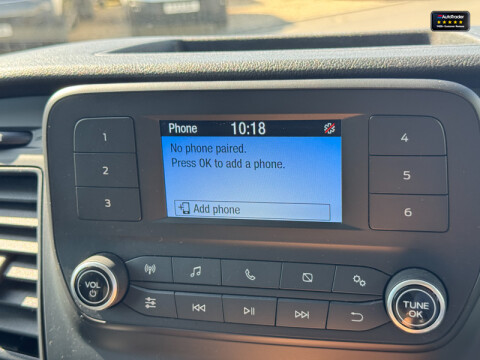 AutoTrader
Phone 10:18
No phone paired.
Press OK to add a phone.
Add phone
1
2
3
4
5
6
VOL
TUNE
OK